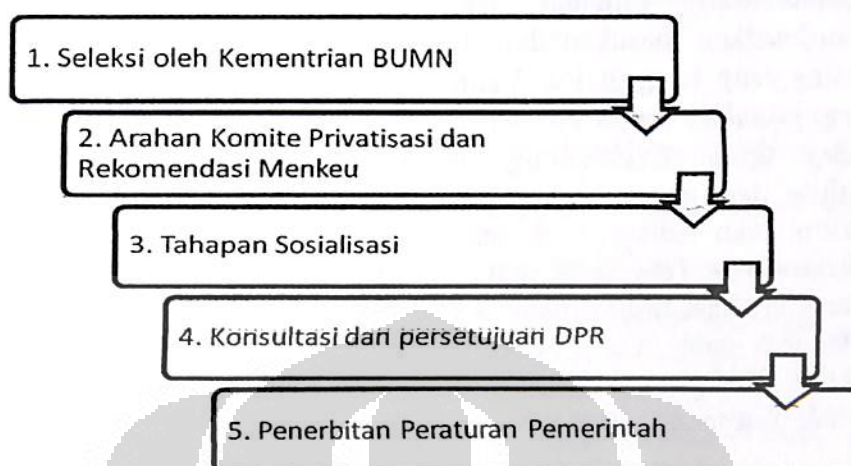 1. Seleksi oleh Kementrian BUMN
2. Arahan Komite Privatisasi dan
Rekomendasi Menkeu
3. Tahapan Sosialisasi
4. Konsultasi dan persetujuan DPR
5. Penerbitan Peraturan Pemerintah